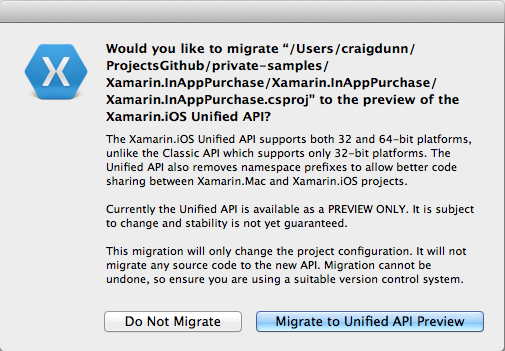 Would you like to migrate “/Users/craigdunn/
ProjectsGithub/private-samples/
Xamarin.InAppPurchase/Xamarin.InAppPurchase/
Xamarin.InAppPurchase.csproj” to the preview of the
Xamarin.iOS Unified API?
The Xamarin.iOS Unified API supports both 32 and 64-bit platforms,
unlike the Classic API which supports only 32-bit platforms. The
Unified API also removes namespace prefixes to allow better code
sharing between Xamarin.Mac and Xamarin.iOS projects.
Currently the Unified API is available as a PREVIEW ONLY. It is subject
to change and stability is not yet guaranteed.
This migration will only change the project configuration. It will not
migrate any source code to the new API. Migration cannot be
undone, so ensure you are using a suitable version control system.
Do Not Migrate
Migrate to Unified API Preview